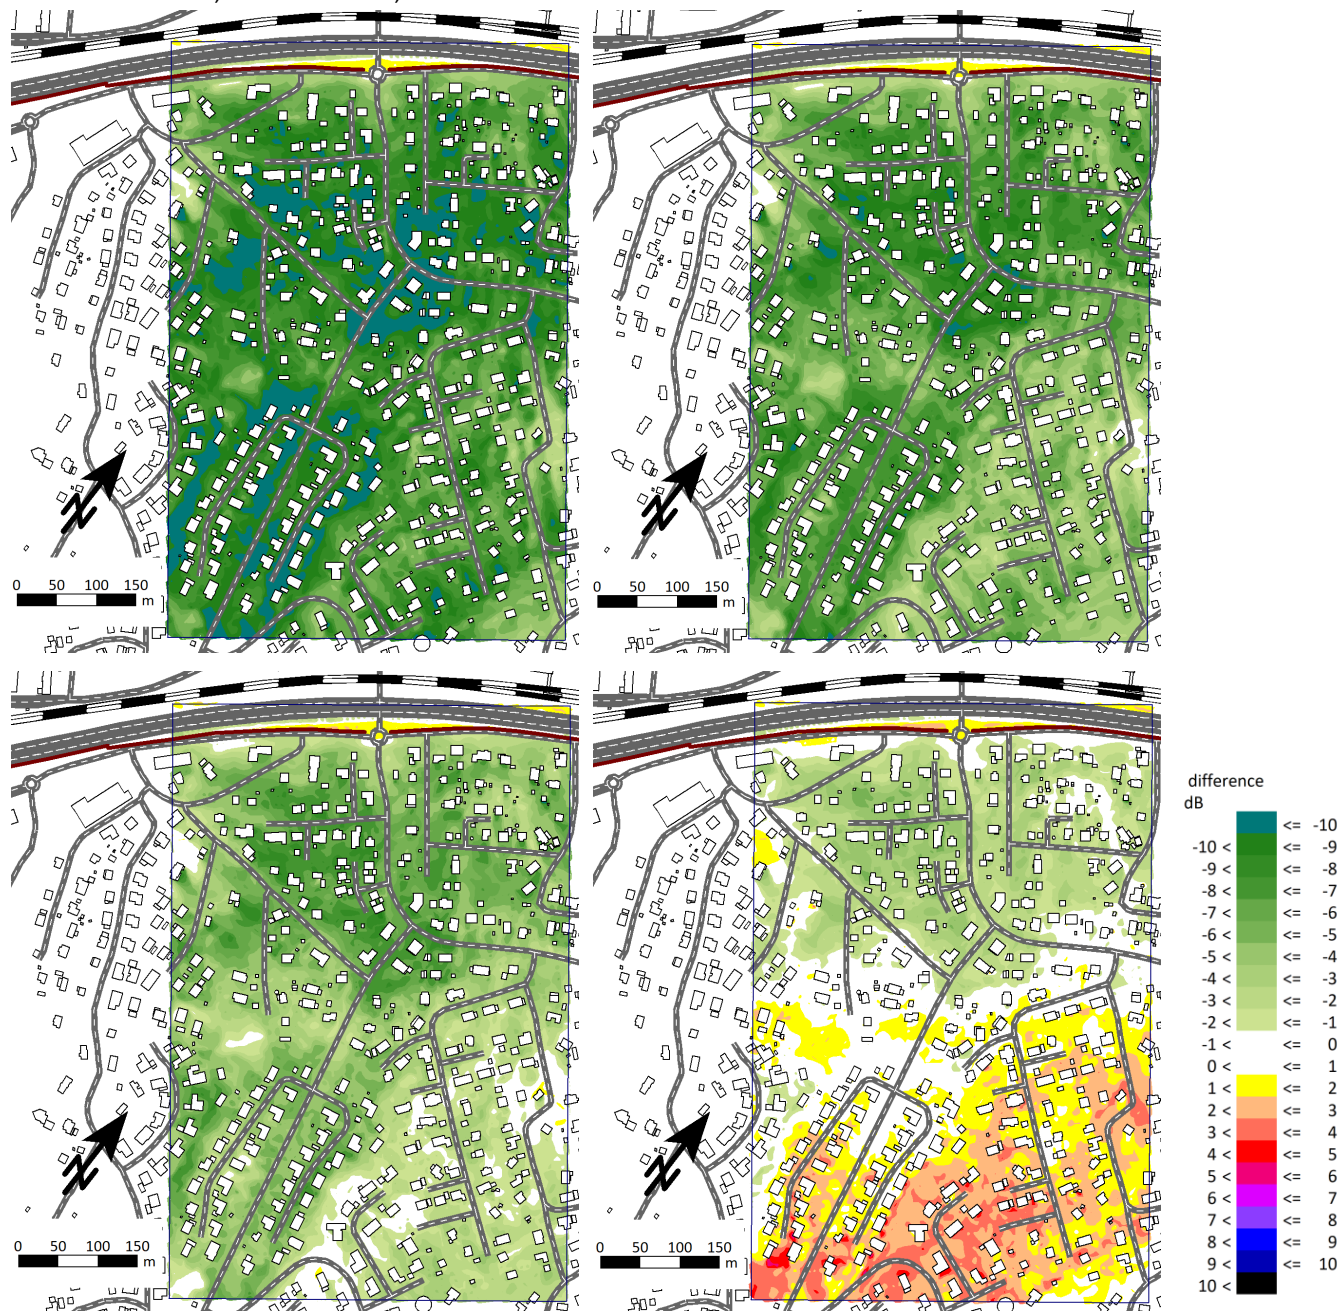 0 50 100 150
m
0 50 100 150
m
N
N
difference
dB
<= -10
-10 < <= -9
-9 < <= -8
-8 < <= -7
-7 < <= -6
-6 < <= -5
-5 < <= -4
-4 < <= -3
-3 < <= -2
-2 < <= -1
-1 < <= 0
0 < <= 1
1 < <= 2
2 < <= 3
3 < <= 4
4 < <= 5
5 < <= 6
6 < <= 7
7 < <= 8
8 < <= 9
9 < <= 10
10 <
N
N
0 50 100 150
m
0 50 100 150
m